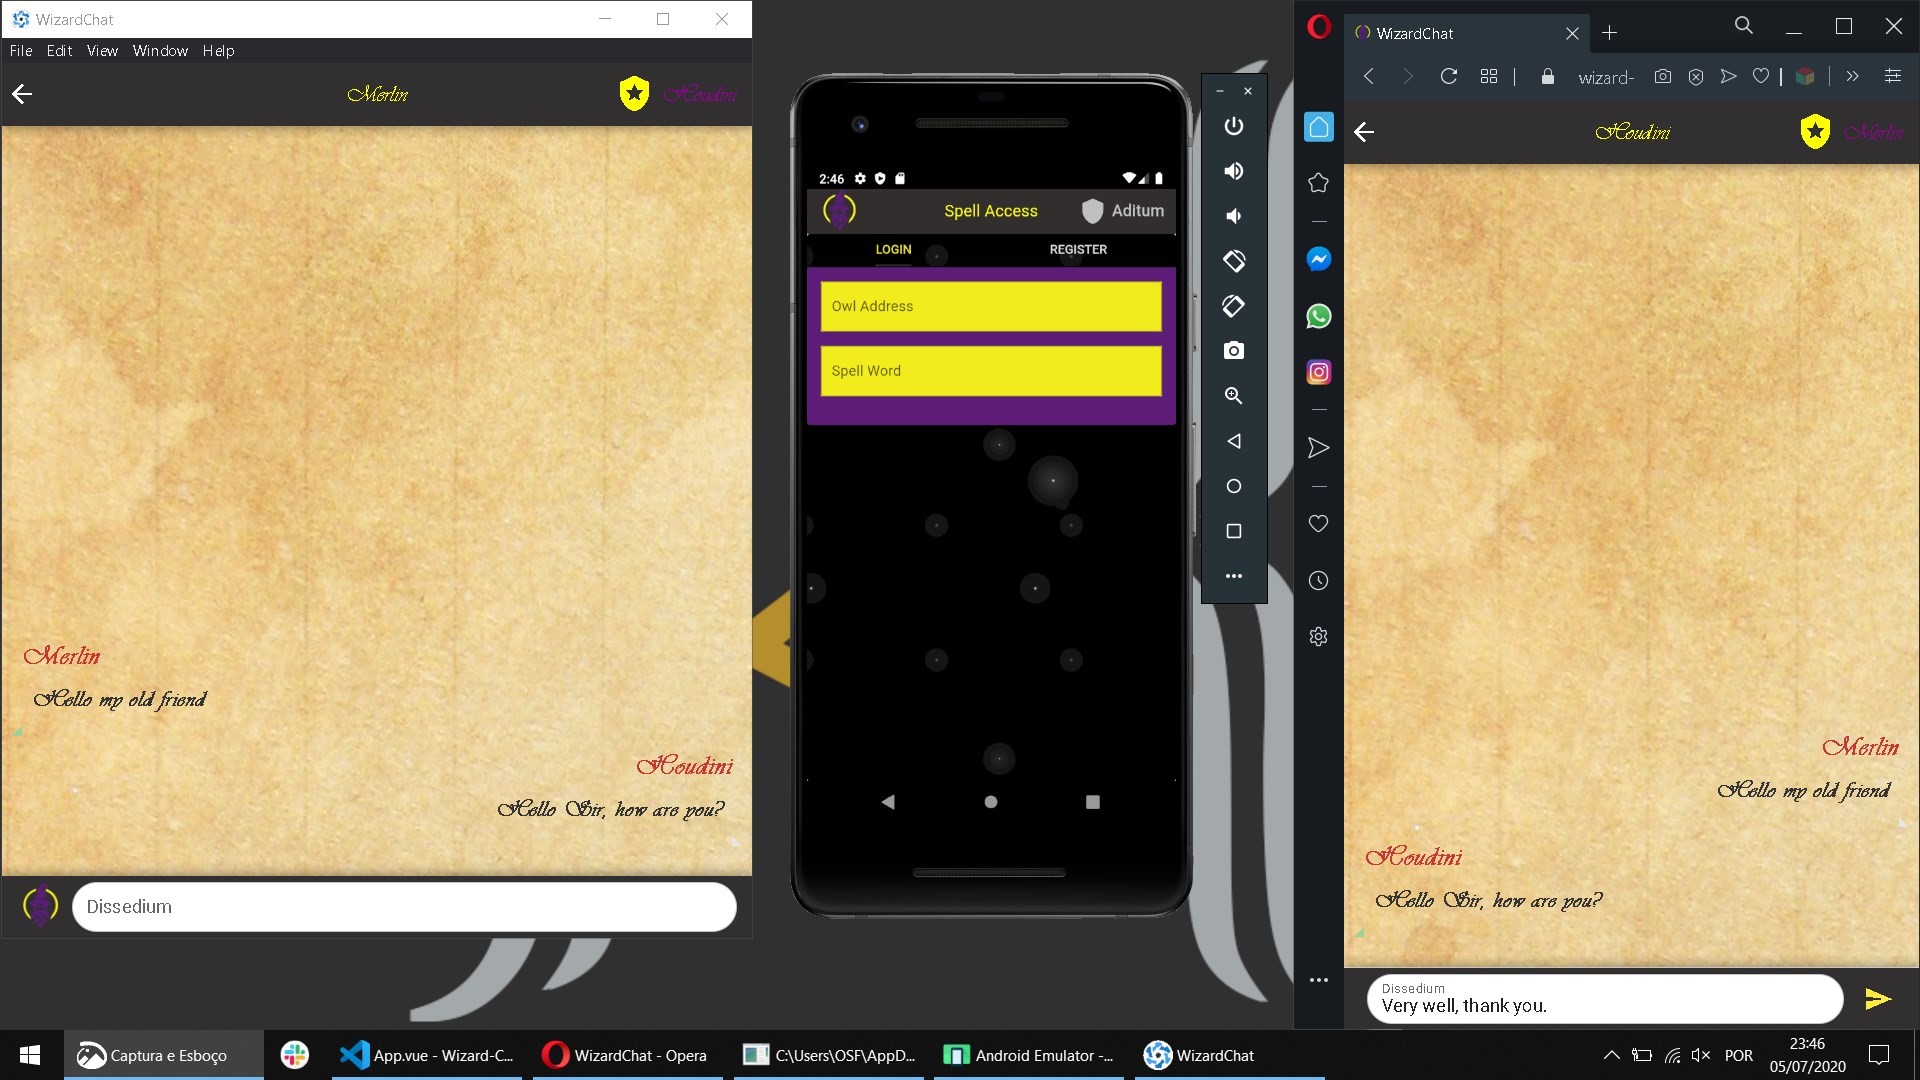 WizardChat
File Edit View Window Help
Merlin
Houdini
Merlin
Hello my old friend
Houdini
Hello Sir, how are you?
Dissedium
2:46
Spell Access
Aditum
LOGIN
REGISTER
Owl Address
Spell Word
WizardChat
wizard-
Houdini
Merlin
Merlin
Hello my old friend
Houdini
Hello Sir, how are you?
Dissedium
Very well, thank you.
Captura e Esboço
App.vue - Wizard-C...
WizardChat - Opera
C:\Users\OSF\AppD...
Android Emulator -...
WizardChat
POR
23:46
05/07/2020